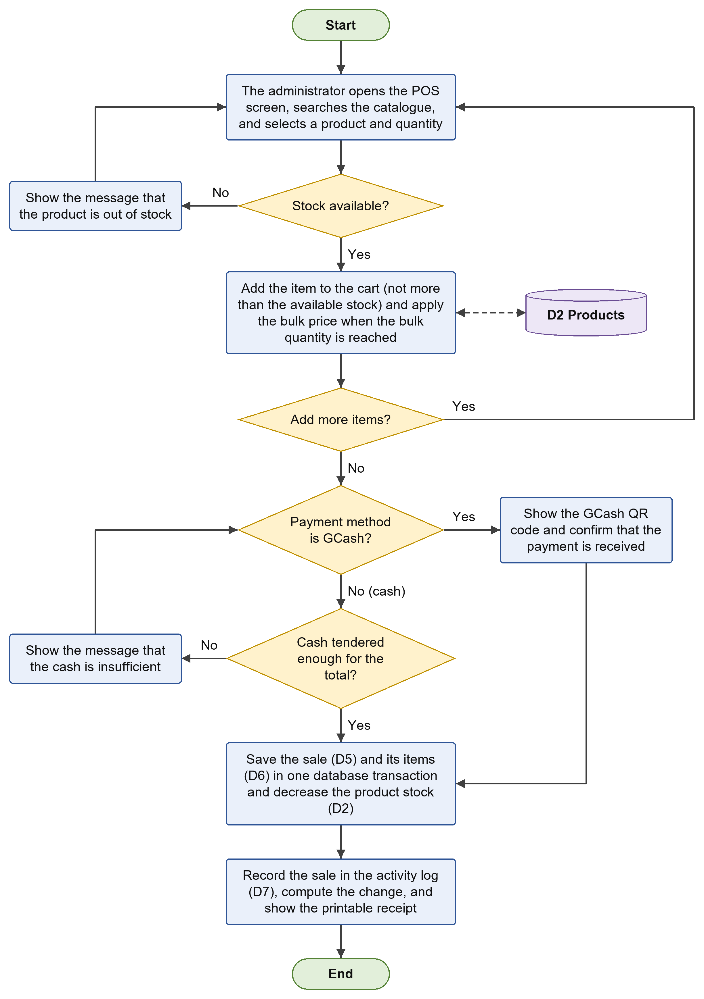 Start
The administrator opens the POS
screen, searches the catalogue,
and selects a product and quantity
Show the message that
the product is out of stock
No
Stock available?
Yes
Add the item to the cart (not more
than the available stock) and apply
the bulk price when the bulk
quantity is reached
D2 Products
Add more items?
Yes
No
Payment method
is GCash?
Yes
Show the GCash QR
code and confirm that the
payment is received
No (cash)
Cash tendered
enough for the
total?
No
Show the message that
the cash is insufficient
Yes
Save the sale (D5) and its items
(D6) in one database transaction
and decrease the product stock
(D2)
Record the sale in the activity log
(D7), compute the change, and
show the printable receipt
End